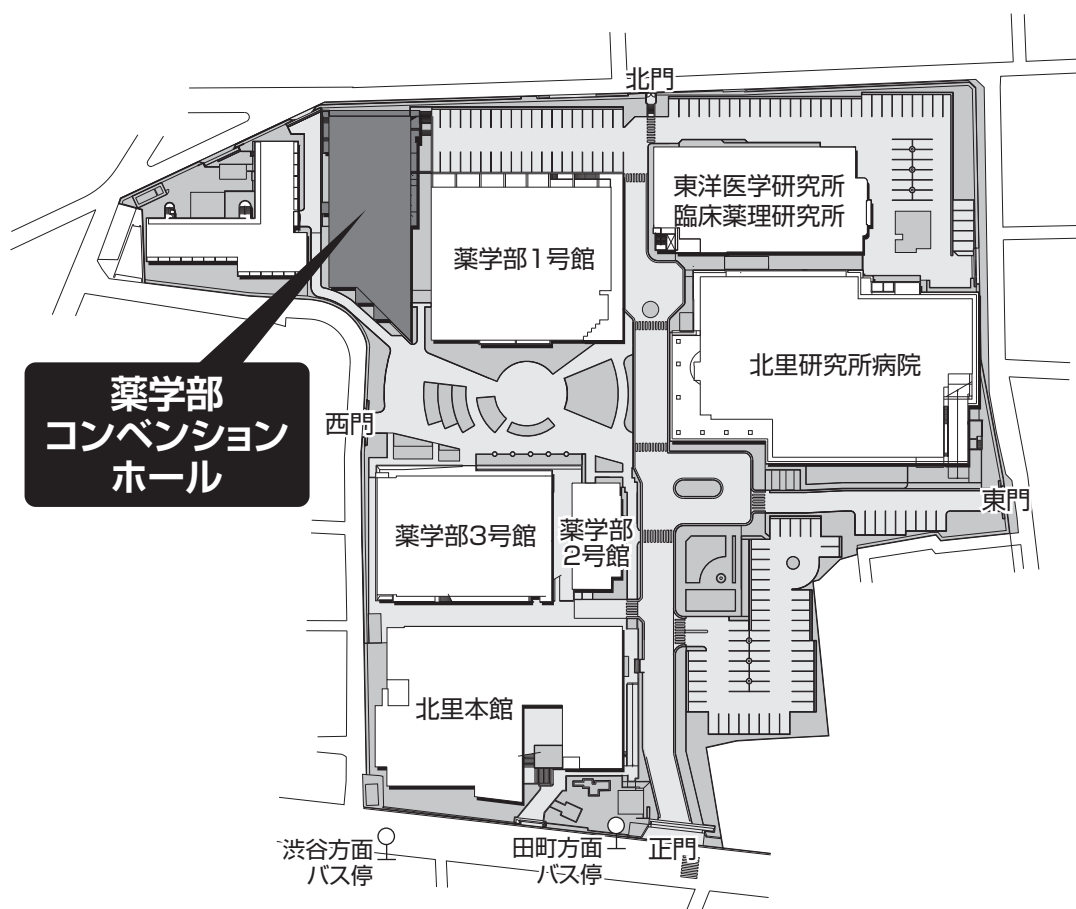 北門
東洋医学研究所
臨床薬理研究所
薬学部1号館
北里研究所病院
薬学部
コンベンション
ホール
西門
東門
薬学部3号館
薬学部
2号館
北里本館
渋谷方面
バス停
田町方面
バス停
正門